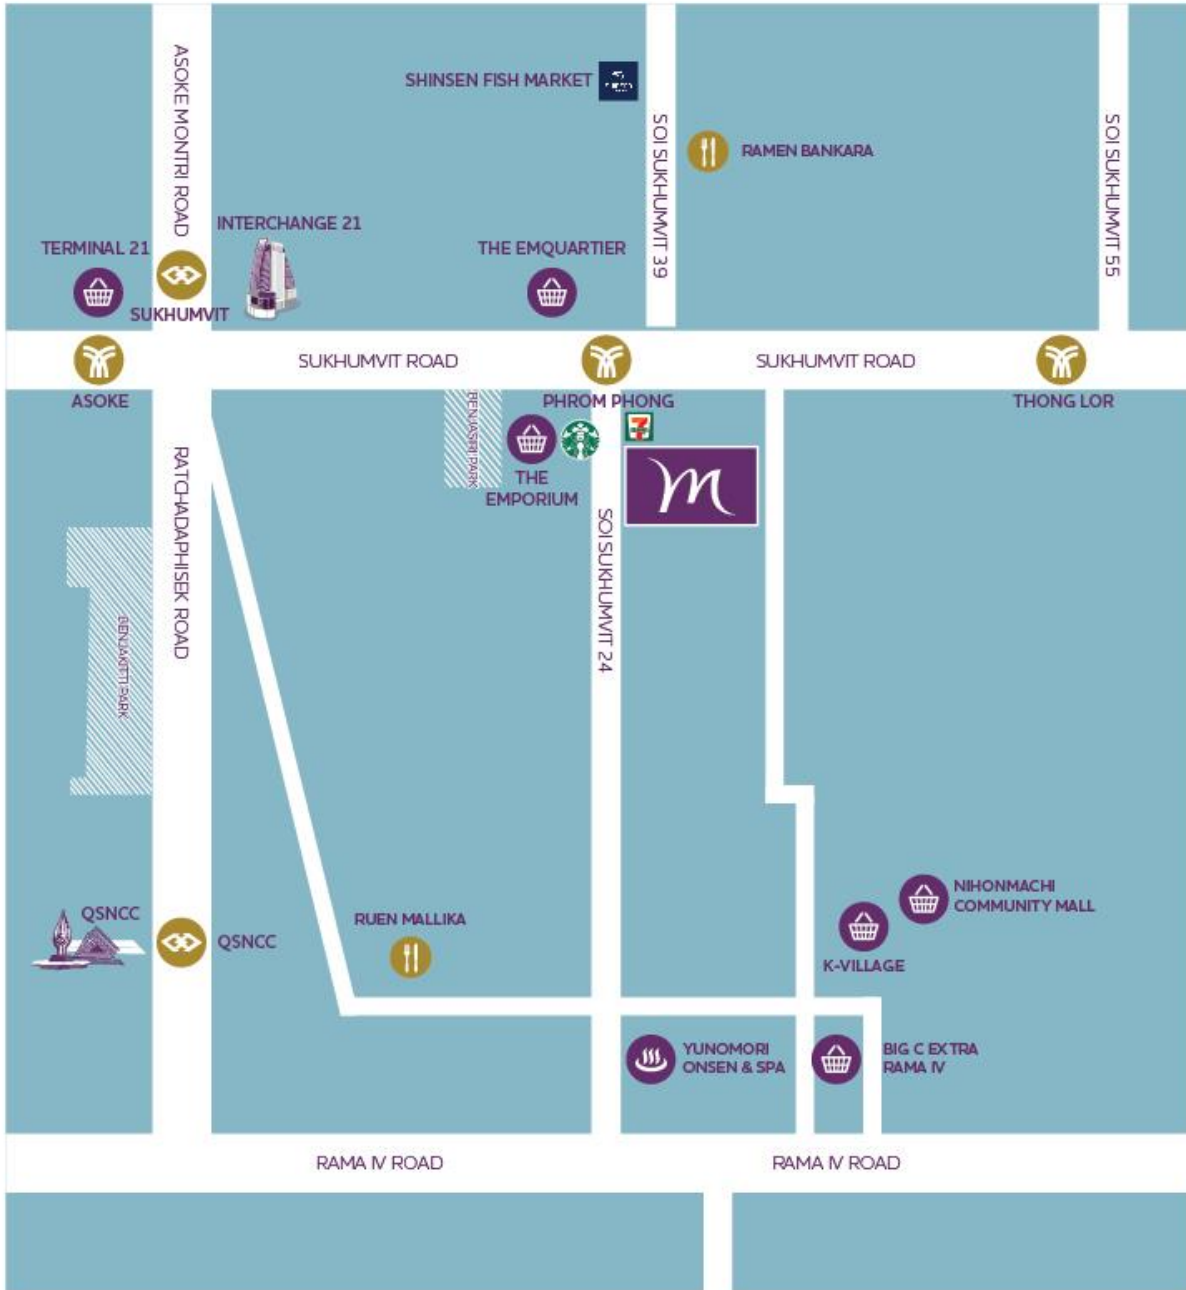 ASOKE MONTRI ROAD
SHINSEN FISH MARKET
SOI SUKHUMVIT 39
RAMEN BANKARA
SOI SUKHUMVIT 55
INTERCHANGE 21
TERMINAL 21
SUKHUMVIT
THE EMQUARTIER
SUKHUMVIT ROAD
SUKHUMVIT ROAD
ASOKE
PHROM PHONG
THONG LOR
BENJASIRI PARK
7
THE
EMPORIUM
m
RATCHADAPHISEK ROAD
SOI SUKHUMVIT 24
BENJAKITTI PARK
QSNCC
QSNCC
RUEN MALLIKA
NIHONMACHI
COMMUNITY MALL
K-VILLAGE
YUNOMORI
ONSEN & SPA
BIG C EXTRA
RAMA IV
RAMA IV ROAD
RAMA IV ROAD